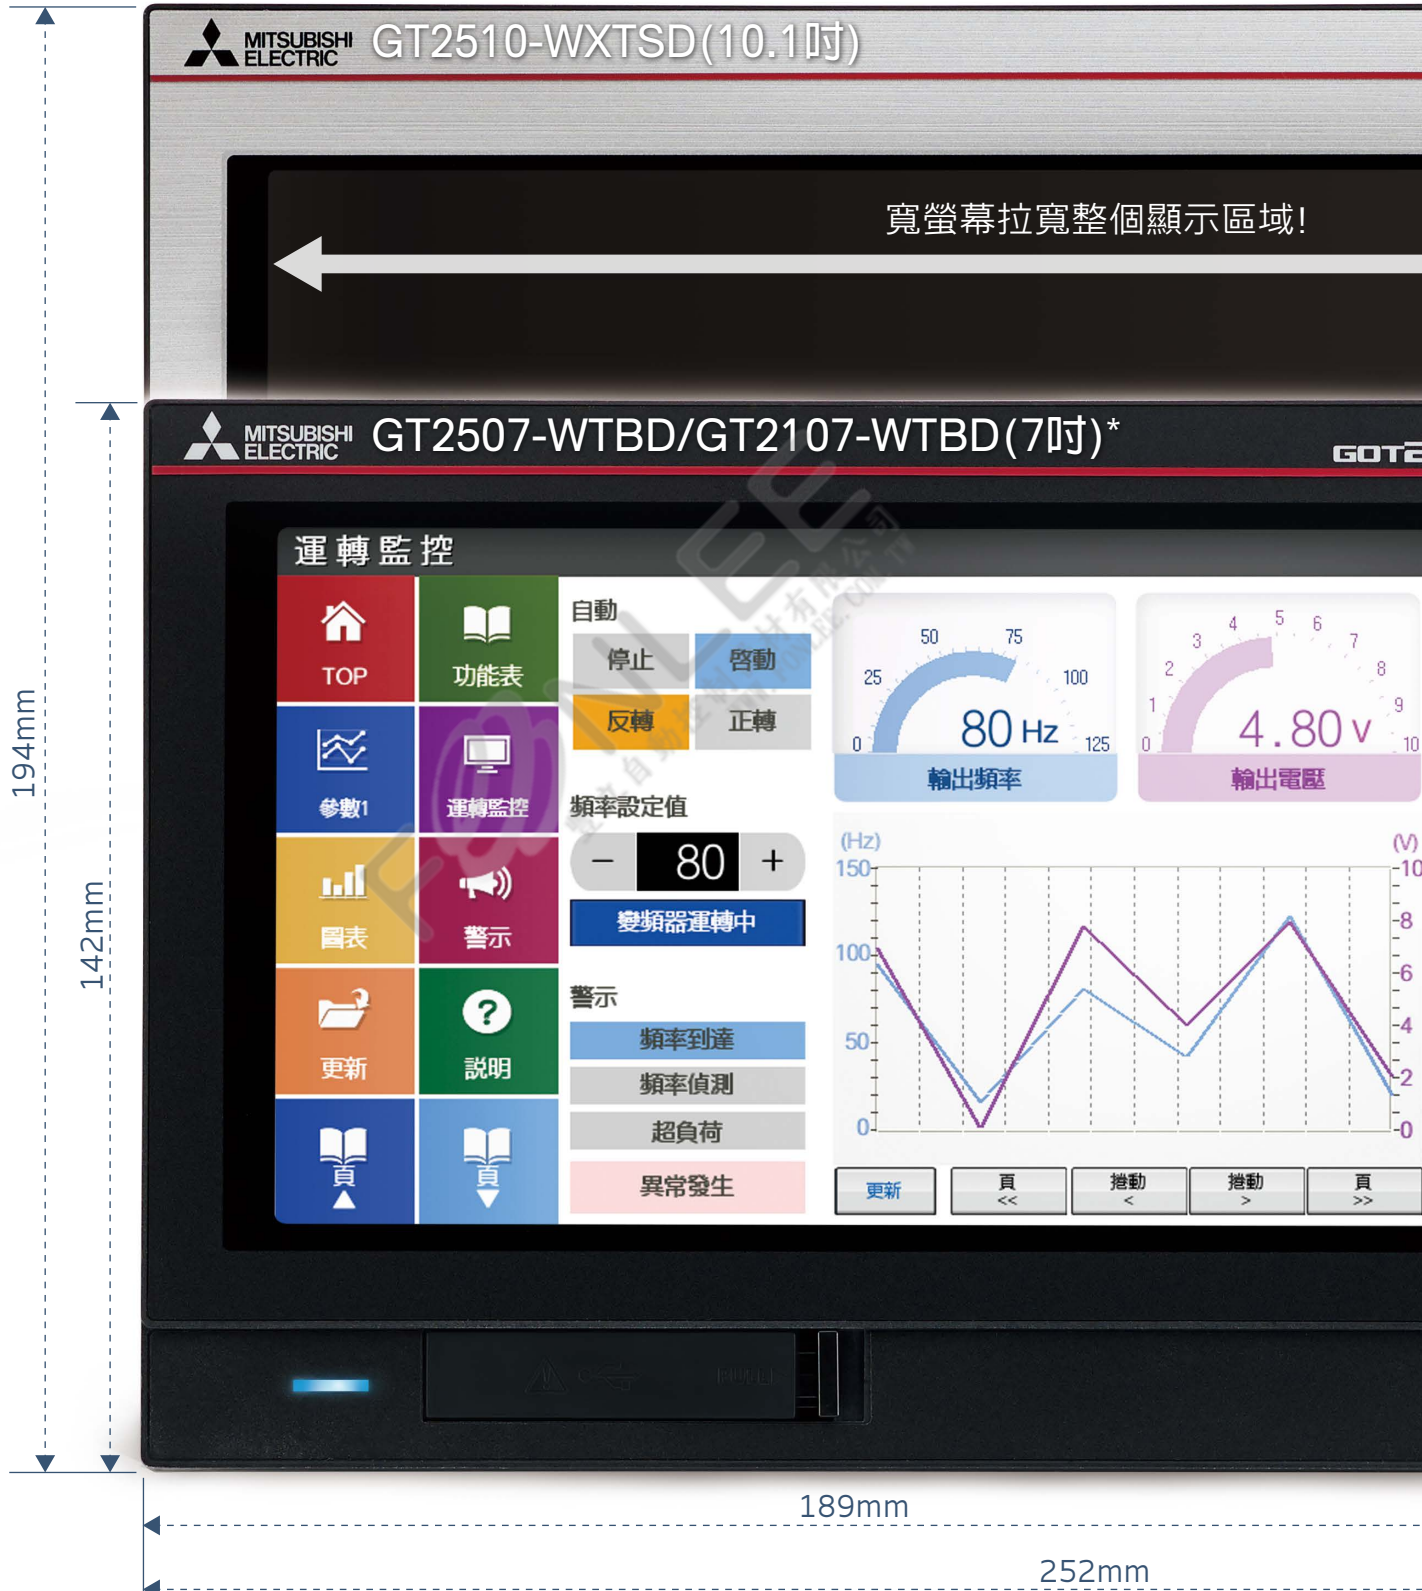 MITSUBISHI
ELECTRIC
GT2510-WXTSD(10.1吋)
寬螢幕拉寬整個顯示區域!
MITSUBISHI
ELECTRIC
GT2507-WTBD/GT2107-WTBD(7吋)*
運轉監控
TOP
功能表
參數1
運轉監控
圖表
警示
更新
説明
頁
頁
自動
停止
啓動
反轉
正轉
頻率設定值
− 80 +
變頻器運轉中
警示
頻率到達
頻率偵測
超負荷
異常發生
0 25 50 75 100 125
80 Hz
輸出頻率
0 1 2 3 4 5 6 7 8 9 10
4.80 V
輸出電壓
(Hz)
150
100
50
0
(V)
10
8
6
4
2
0
更新
頁
<<
捲動
<
捲動
>
頁
>>
194mm
142mm
189mm
252mm